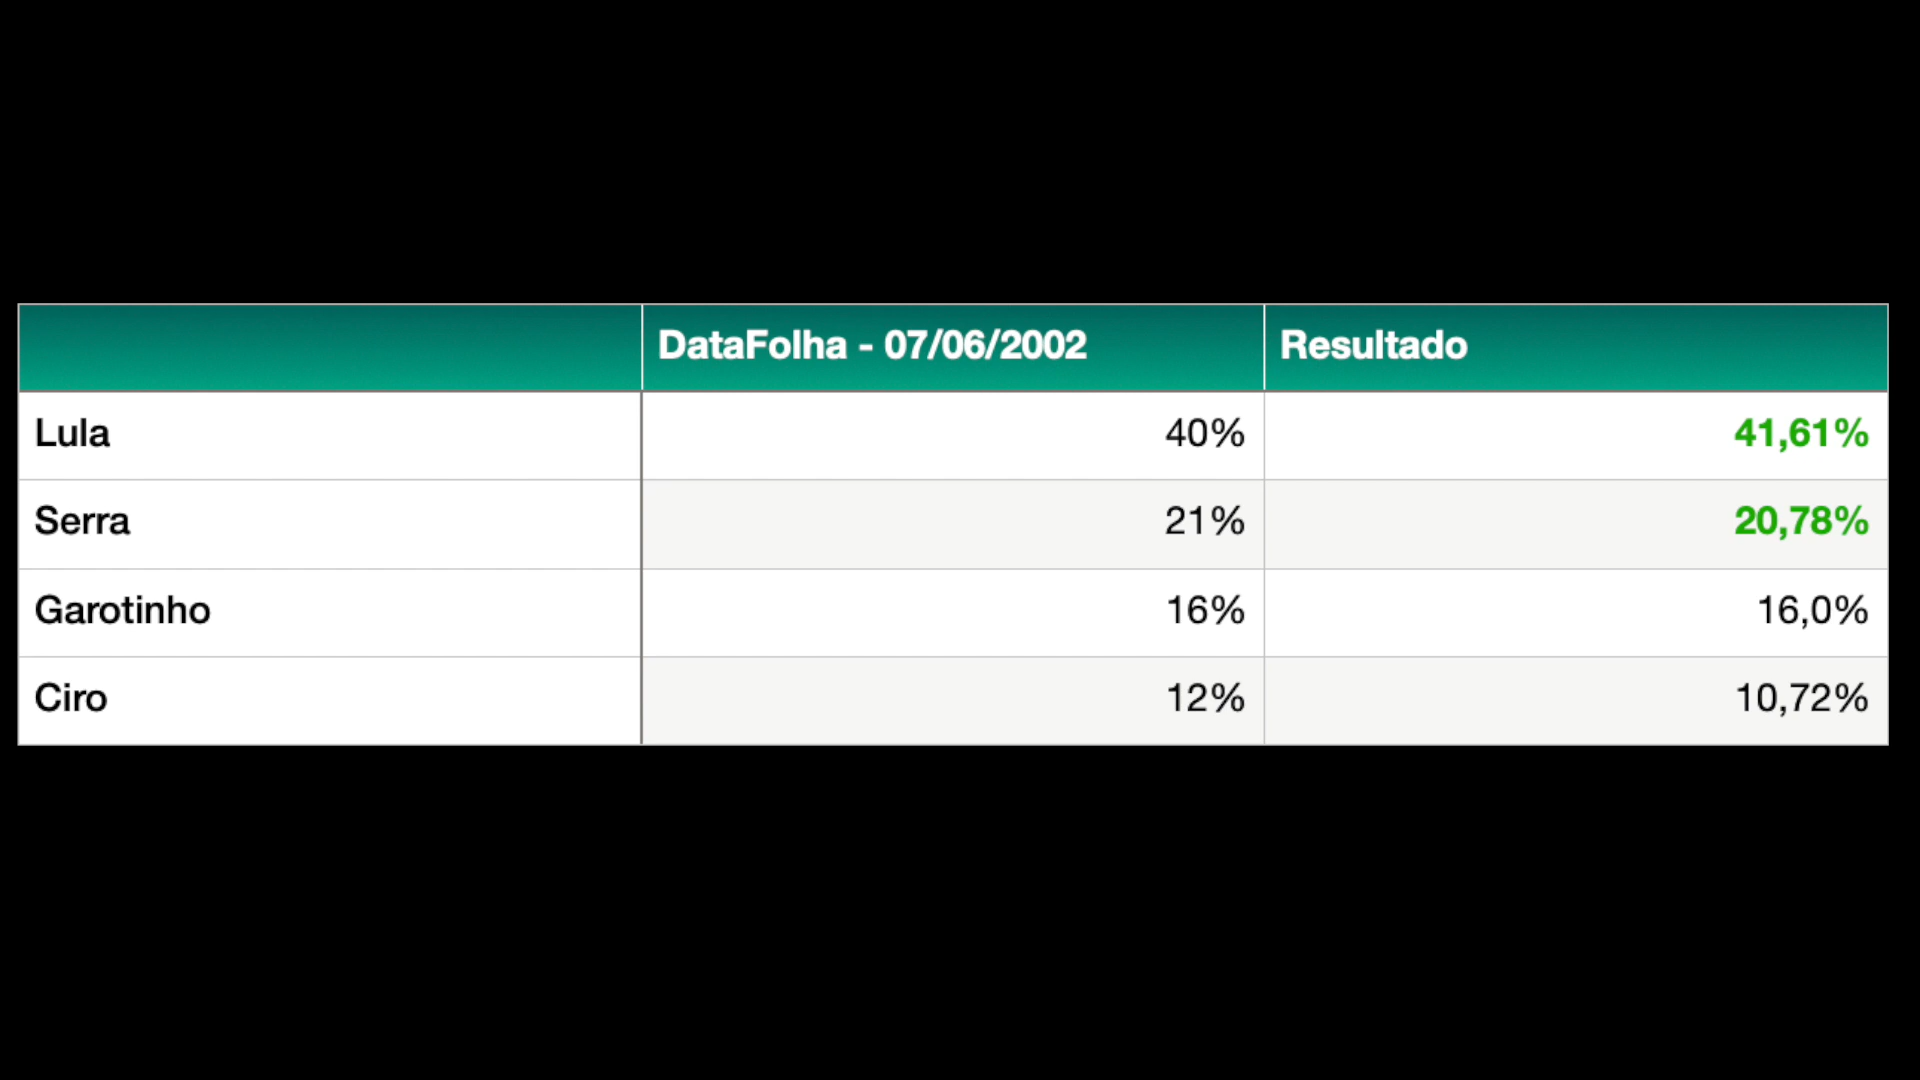 DataFolha - 07/06/2002 Resultado
Lula 40% 41,61%
Serra 21% 20,78%
Garotinho 16% 16,0%
Ciro 12% 10,72%